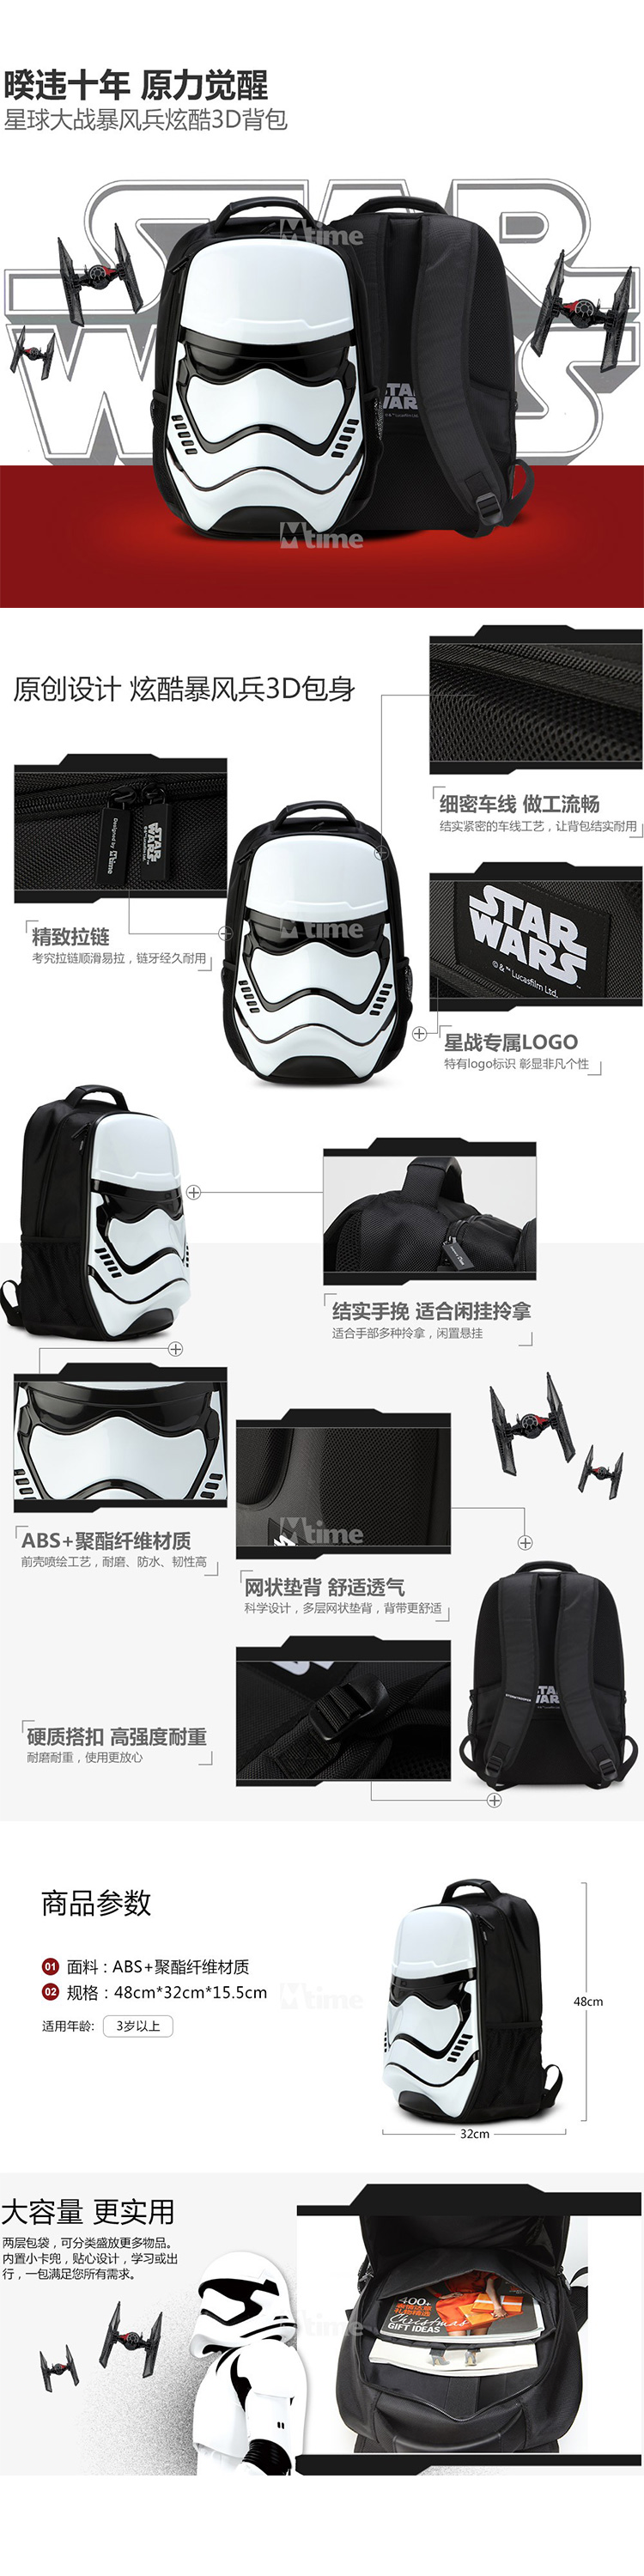 暌违十年 原力觉醒
星球大战暴风兵炫酷3D背包
STAR
WARS
Mtime
STA
WAR
Mtime
原创设计 炫酷暴风兵3D包身
细密车线 做工流畅
结实紧密的车线工艺，让背包结实耐用
Designed by Mtime
STAR
WARS
精致拉链
考究拉链顺滑易拉，链牙经久耐用
Mtime
STAR
WARS
© & ™ Lucasfilm Ltd.
星战专属LOGO
特有logo标识 彰显非凡个性
结实手挽 适合闲挂拎拿
适合手部多种拎拿，闲置悬挂
ABS+聚酯纤维材质
前壳喷绘工艺，耐磨、防水、韧性高
Mtime
网状垫背 舒适透气
科学设计，多层网状垫背，背带更舒适
STORMTROOPER
STA
WAR
硬质搭扣 高强度耐重
耐磨耐重，使用更放心
商品参数
01 面料：ABS+聚酯纤维材质
02 规格：48cm*32cm*15.5cm
适用年龄: 3岁以上
Mtime
48cm
32cm
大容量 更实用
两层包袋，可分类盛放更多物品。
内置小卡兜，贴心设计，学习或出
行，一包满足您所有需求。
400+
Christmas
GIFT IDEAS
Mtime